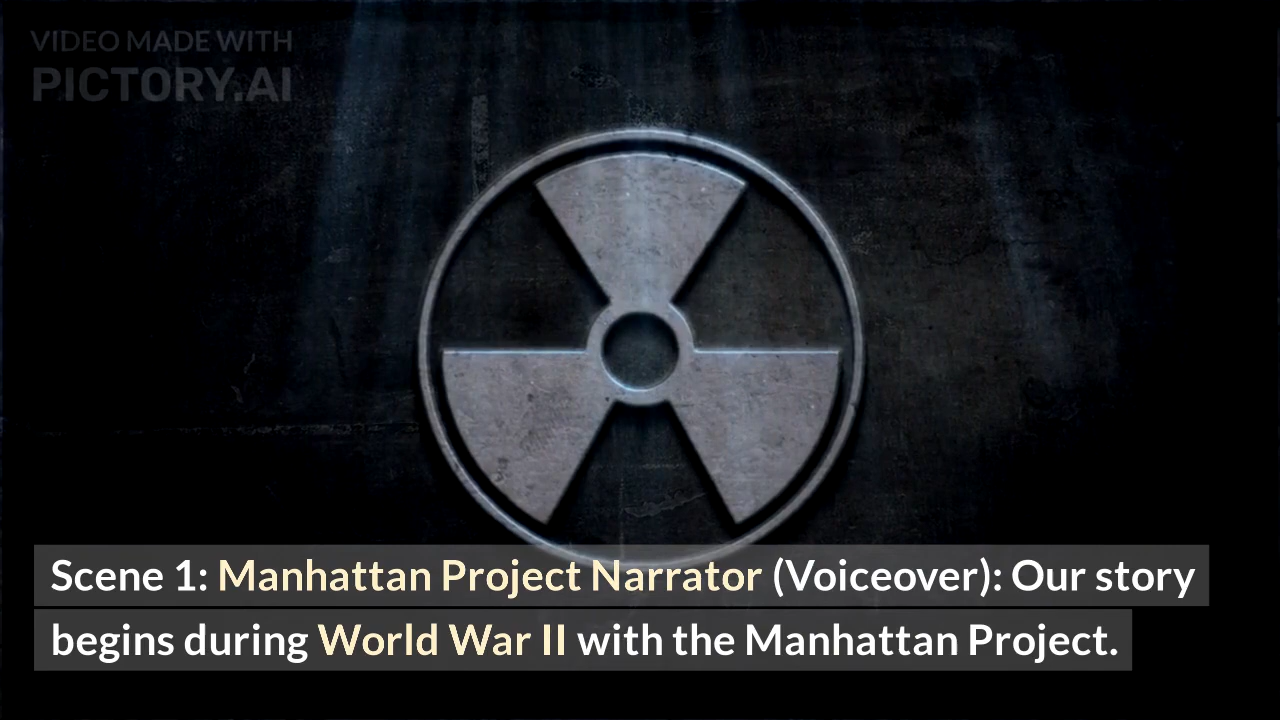 VIDEO MADE WITH
PICTORY.AI
Scene 1: Manhattan Project Narrator (Voiceover): Our story
begins during World War II with the Manhattan Project.